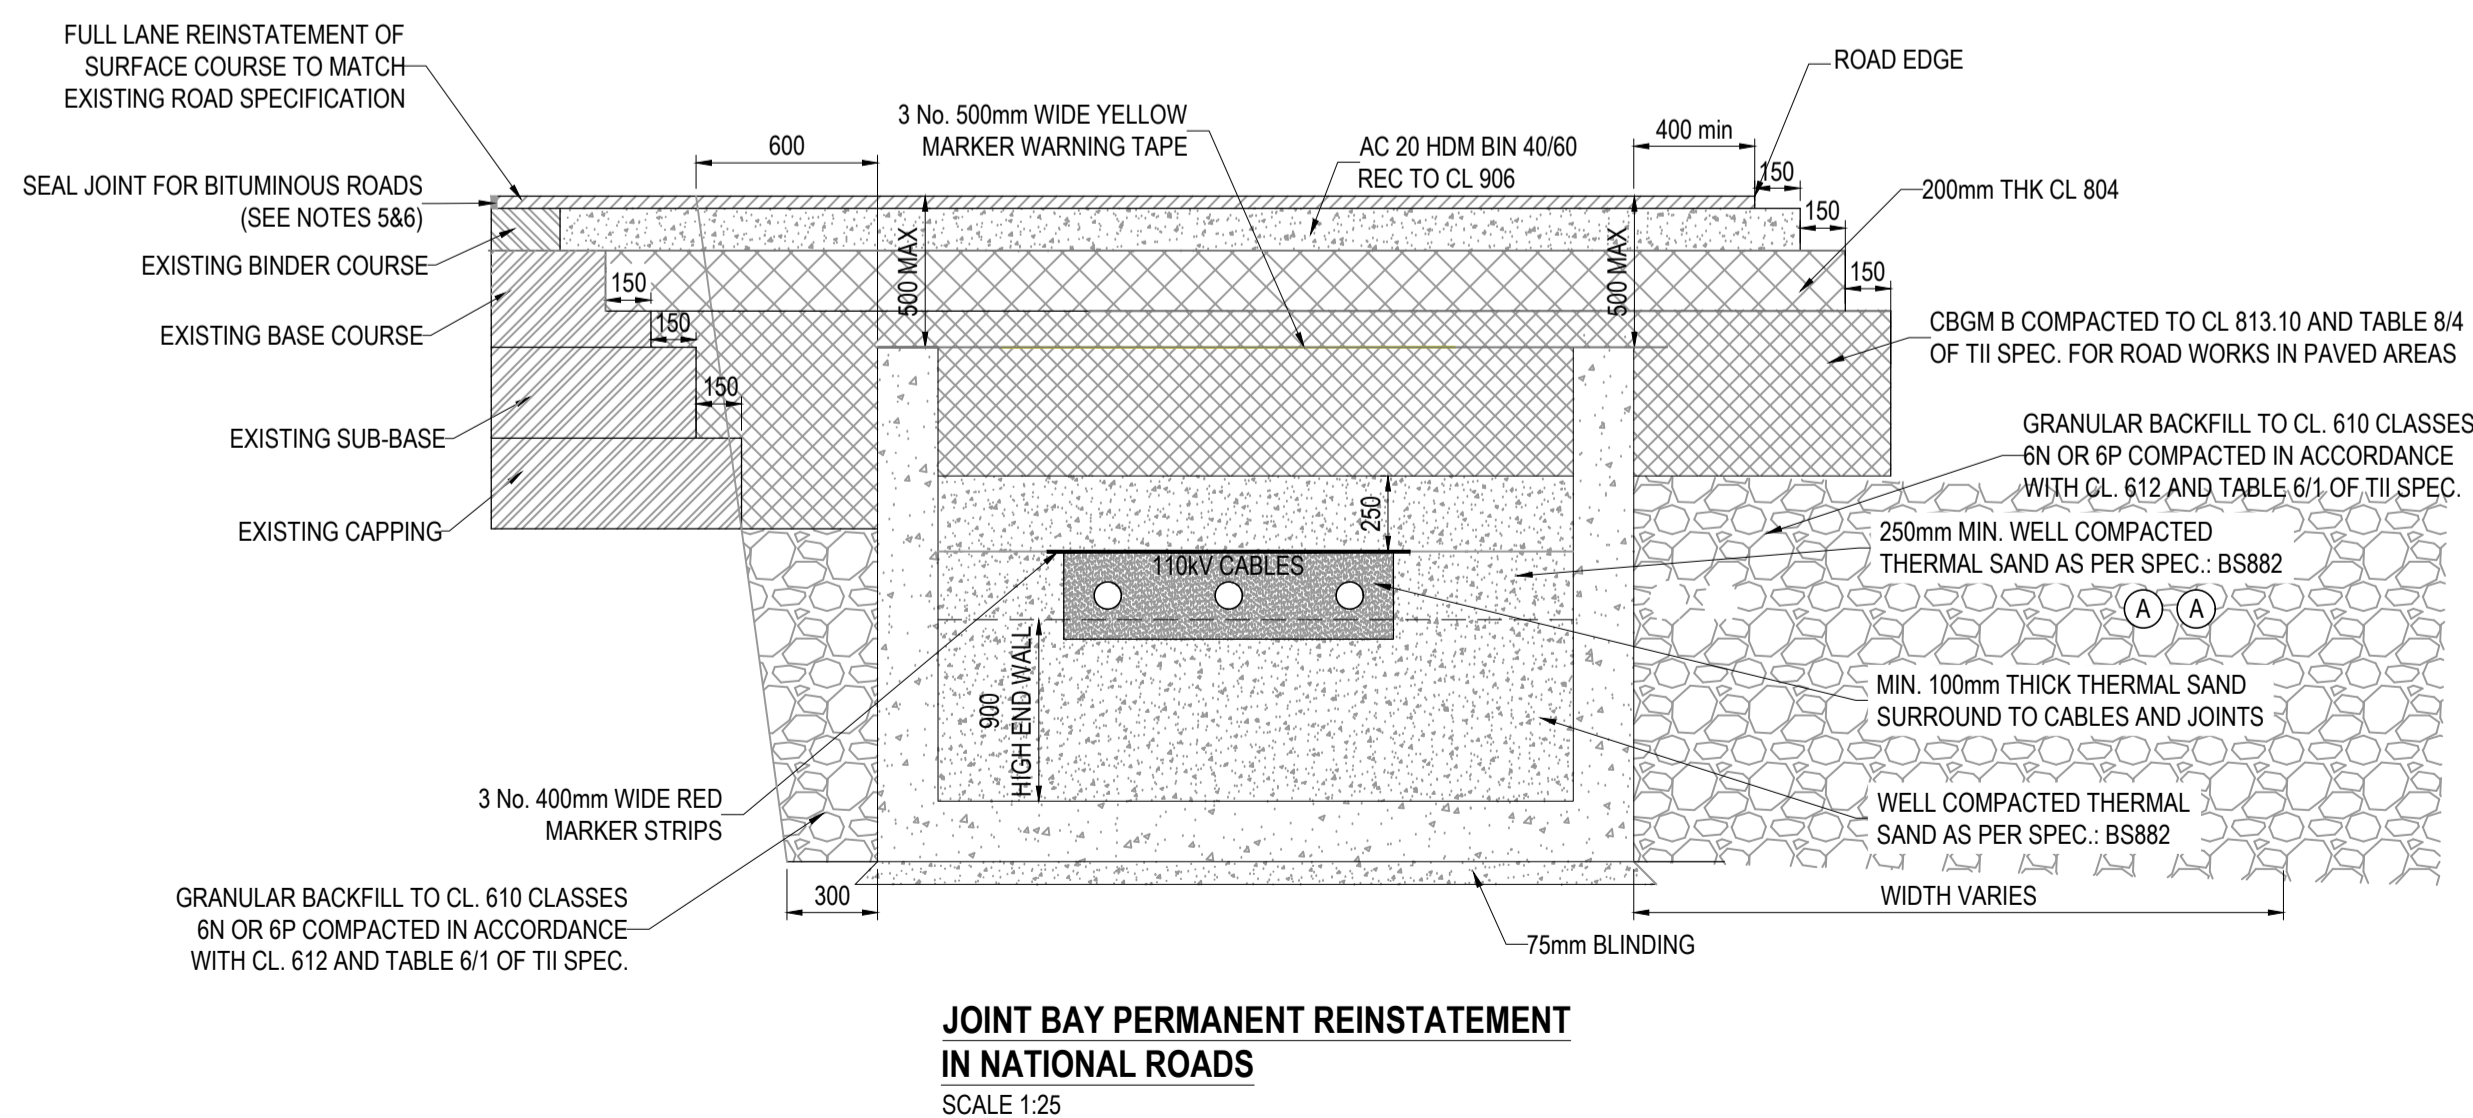 FULL LANE REINSTATEMENT OF
SURFACE COURSE TO MATCH
EXISTING ROAD SPECIFICATION
SEAL JOINT FOR BITUMINOUS ROADS
(SEE NOTES 5&6)
EXISTING BINDER COURSE
EXISTING BASE COURSE
EXISTING SUB-BASE
EXISTING CAPPING
600
3 No. 500mm WIDE YELLOW
MARKER WARNING TAPE
AC 20 HDM BIN 40/60
REC TO CL 906
400 min
ROAD EDGE
150
150
150
200mm THK CL 804
500 MAX
500 MAX
150
150
150
CBGM B COMPACTED TO CL 813.10 AND TABLE 8/4
OF TII SPEC. FOR ROAD WORKS IN PAVED AREAS
GRANULAR BACKFILL TO CL. 610 CLASSES
6N OR 6P COMPACTED IN ACCORDANCE
WITH CL. 612 AND TABLE 6/1 OF TII SPEC.
250
250mm MIN. WELL COMPACTED
THERMAL SAND AS PER SPEC.: BS882
110kV CABLES
A A
900
HIGH END WALL
MIN. 100mm THICK THERMAL SAND
SURROUND TO CABLES AND JOINTS
3 No. 400mm WIDE RED
MARKER STRIPS
WELL COMPACTED THERMAL
SAND AS PER SPEC.: BS882
GRANULAR BACKFILL TO CL. 610 CLASSES
6N OR 6P COMPACTED IN ACCORDANCE
WITH CL. 612 AND TABLE 6/1 OF TII SPEC.
300
WIDTH VARIES
75mm BLINDING
JOINT BAY PERMANENT REINSTATEMENT
IN NATIONAL ROADS
SCALE 1:25